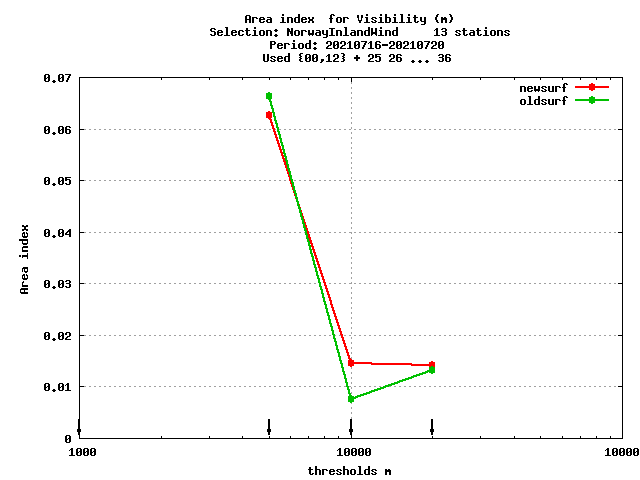 Area index  for Visibility (m)
Selection: NorwayInlandWind     13 stations
Period: 20210716-20210720
Used {00,12} + 25 26 ... 36
newsurf
oldsurf
0.07
0.06
0.05
0.04
0.03
0.02
0.01
0
Area index
1000
10000
10000
thresholds m